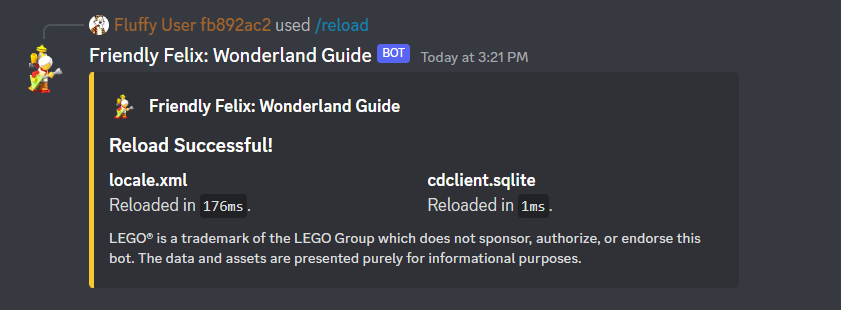 Fluffy User fb892ac2 used /reload
Friendly Felix: Wonderland Guide BOT Today at 3:21 PM
Friendly Felix: Wonderland Guide
Reload Successful!
locale.xml cdclient.sqlite
Reloaded in 176ms. Reloaded in 1ms.
LEGO® is a trademark of the LEGO Group which does not sponsor, authorize, or endorse this
bot. The data and assets are presented purely for informational purposes.